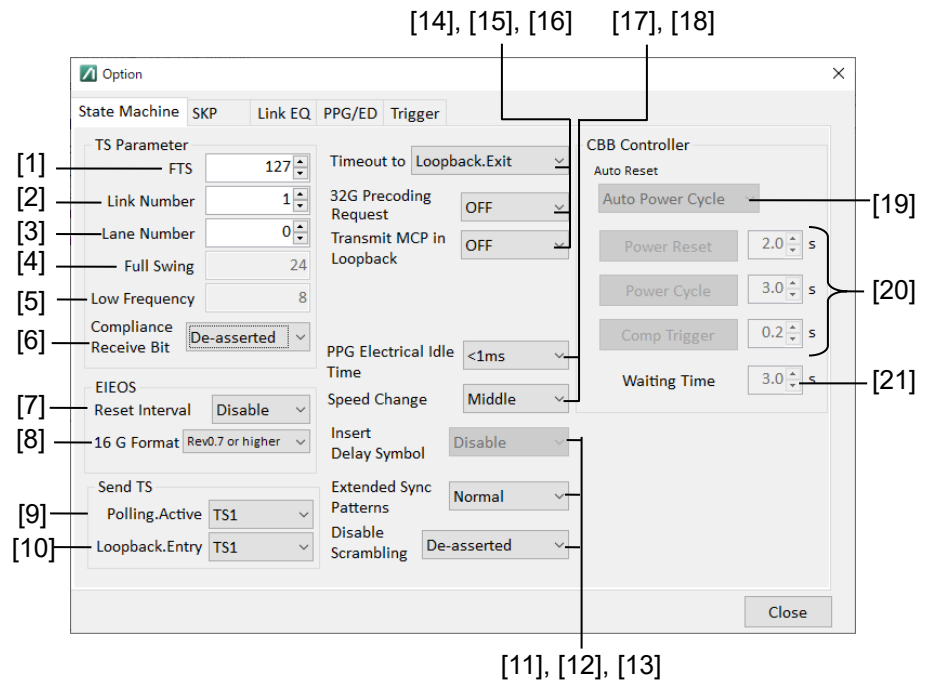 [14], [15], [16]
[17], [18]
Option
State Machine
SKP
Link EQ
PPG/ED
Trigger
TS Parameter
[1]
FTS
127
[2]
Link Number
1
[3]
Lane Number
0
[4]
Full Swing
24
[5]
Low Frequency
8
[6]
Compliance
Receive Bit
De-asserted
EIEOS
[7]
Reset Interval
Disable
[8]
16 G Format
Rev0.7 or higher
Send TS
[9]
Polling.Active
TS1
[10]
Loopback.Entry
TS1
Timeout to
Loopback.Exit
32G Precoding
Request
OFF
Transmit MCP in
Loopback
OFF
PPG Electrical Idle
Time
<1ms
Speed Change
Middle
Insert
Delay Symbol
Disable
Extended Sync
Patterns
Normal
Disable
Scrambling
De-asserted
CBB Controller
Auto Reset
Auto Power Cycle
[19]
Power Reset
2.0
s
Power Cycle
3.0
s
[20]
Comp Trigger
0.2
s
Waiting Time
3.0
s
[21]
Close
[11], [12], [13]